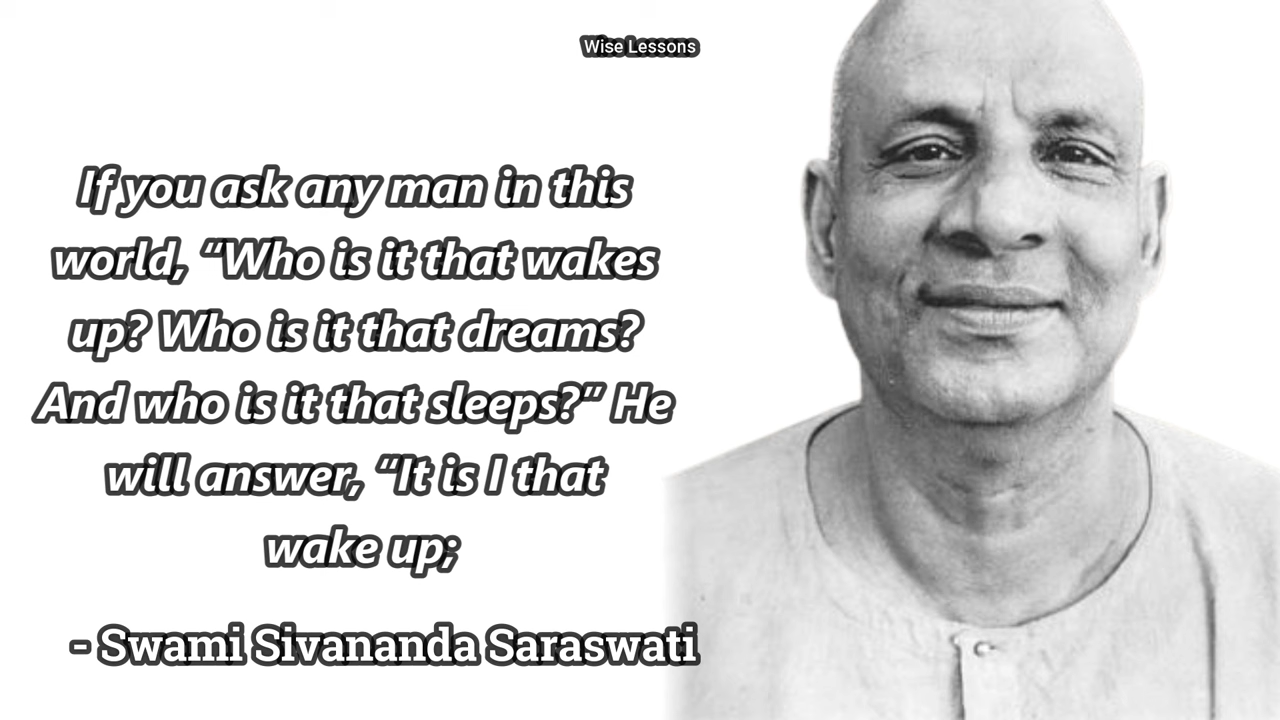 Wise Lessons
If you ask any man in this
world, “Who is it that wakes
up? Who is it that dreams?
And who is it that sleeps?” He
will answer, “It is I that
wake up;
- Swami Sivananda Saraswati